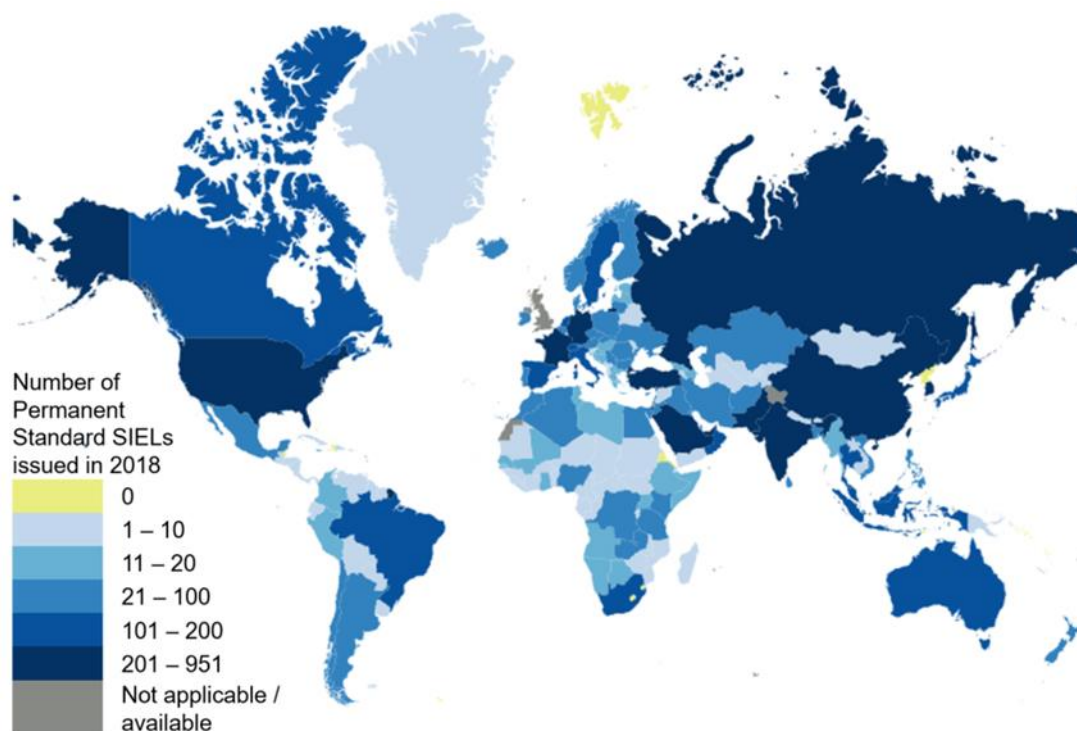 Number of
Permanent
Standard SIELs
issued in 2018
0
1 – 10
11 – 20
21 – 100
101 – 200
201 – 951
Not applicable /
available